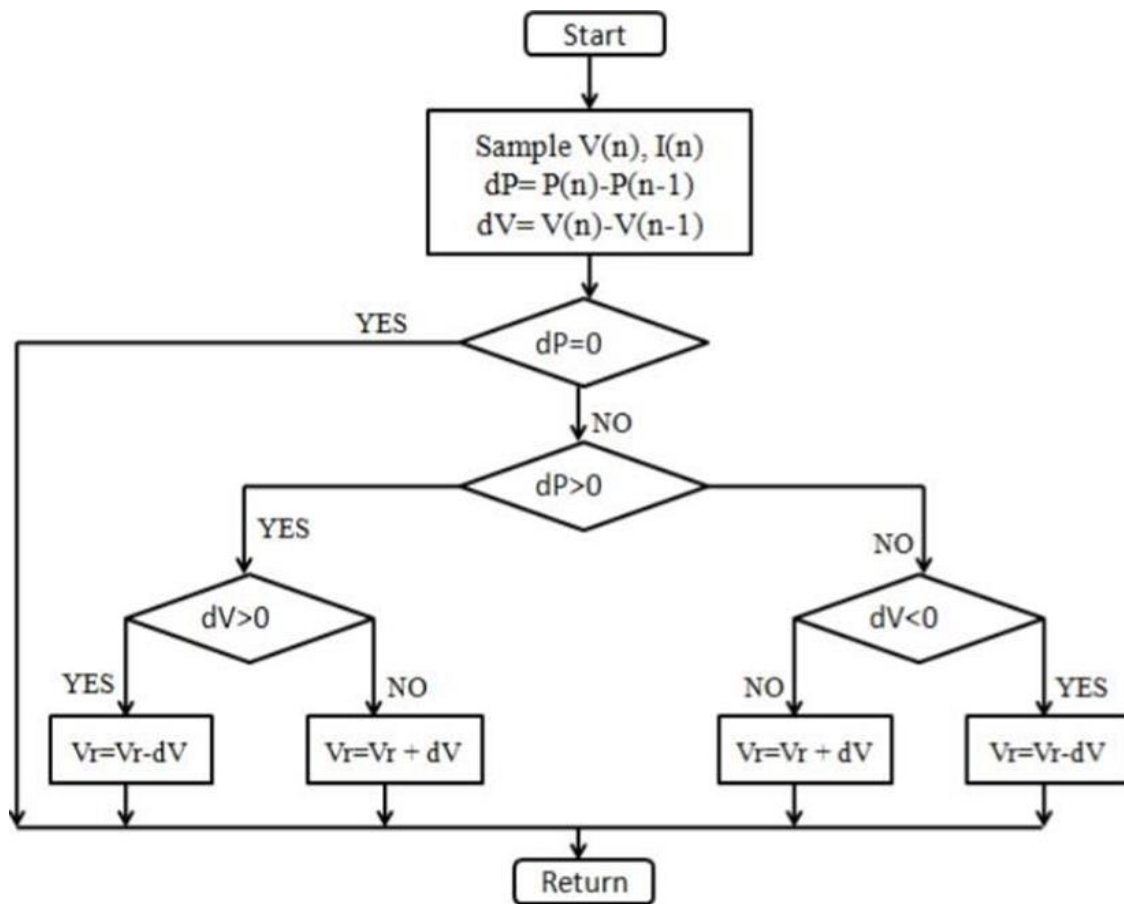 Start
Sample V(n), I(n)
dP= P(n)-P(n-1)
dV= V(n)-V(n-1)
YES
dP=0
NO
dP>0
YES
NO
dV>0
dV<0
YES
NO
NO
YES
Vr=Vr-dV
Vr=Vr + dV
Vr=Vr + dV
Vr=Vr-dV
Return